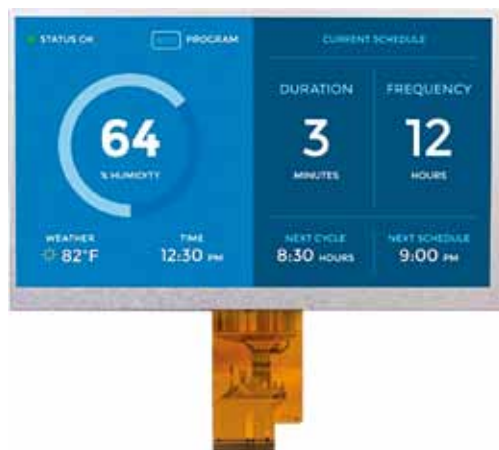 STATUS OK
PROGRAM
64
% HUMIDITY
WEATHER
82°F
TIME
12:30 PM
CURRENT SCHEDULE
DURATION
3
MINUTES
FREQUENCY
12
HOURS
NEXT CYCLE
8:30 HOURS
NEXT SCHEDULE
9:00 PM